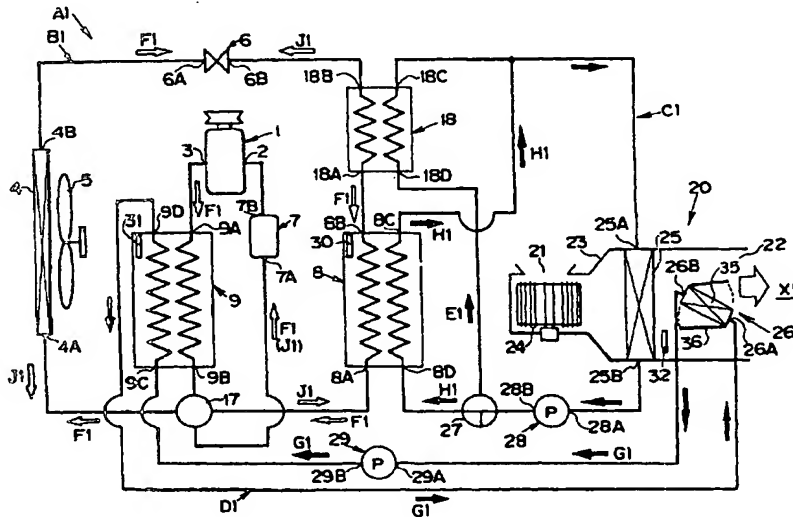 A1
B1
F1
6
J1
6A
6B
18B
18C
C1
4B
3
1
2
18
18A
18D
H1
4
5
F1
7B
7
F1
9D
9A
31
8B
8C
H1
20
30
21
23
25A
25
22
26B
35
X1
8
9
7A
F1
(J1)
E1
24
32
36
26
26A
4A
J1
9C
9B
17
J1
F1
8A
8D
H1
28B
27
P
28
28A
25B
F1
G1
29
P
29B
29A
G1
D1
G1